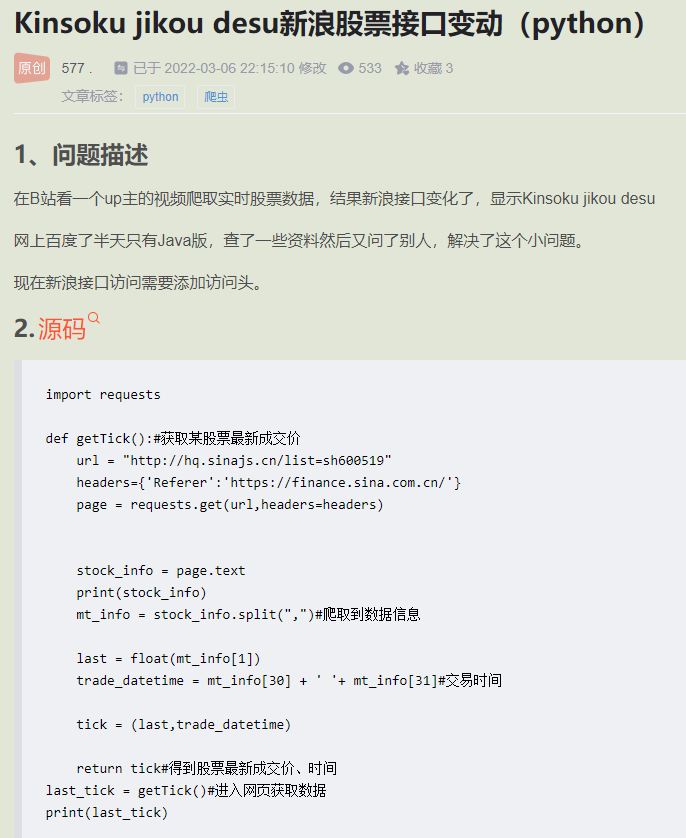 Kinsoku jikou desu新浪股票接口变动（python）
原创 577 . 已于 2022-03-06 22:15:10 修改 533 收藏 3
文章标签： python 爬虫
1、问题描述
在B站看一个up主的视频爬取实时股票数据，结果新浪接口变化了，显示Kinsoku jikou desu
网上百度了半天只有Java版，查了一些资料然后又问了别人，解决了这个小问题。
现在新浪接口访问需要添加访问头。
2.源码
import requests
def getTick():#获取某股票最新成交价
    url = "http://hq.sinajs.cn/list=sh600519"
    headers={'Referer':'https://finance.sina.com.cn/'}
    page = requests.get(url,headers=headers)
    stock_info = page.text
    print(stock_info)
    mt_info = stock_info.split(",")#爬取到数据信息
    last = float(mt_info[1])
    trade_datetime = mt_info[30] + ' '+ mt_info[31]#交易时间
    tick = (last,trade_datetime)
    return tick#得到股票最新成交价、时间
last_tick = getTick()#进入网页获取数据
print(last_tick)